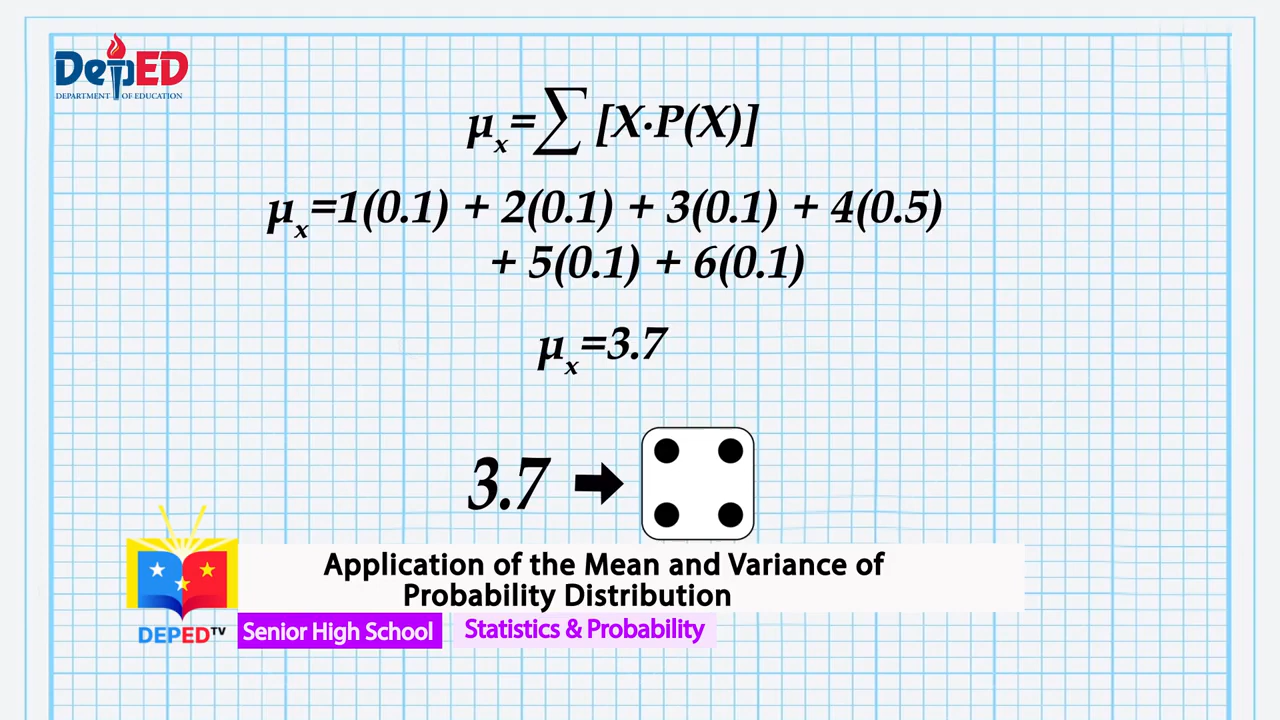 DepED
DEPARTMENT OF EDUCATION
μₓ=∑ [X·P(X)]
μₓ=1(0.1) + 2(0.1) + 3(0.1) + 4(0.5)
+ 5(0.1) + 6(0.1)
μₓ=3.7
3.7
Application of the Mean and Variance of
Probability Distribution
DEPED TV
Senior High School
Statistics & Probability